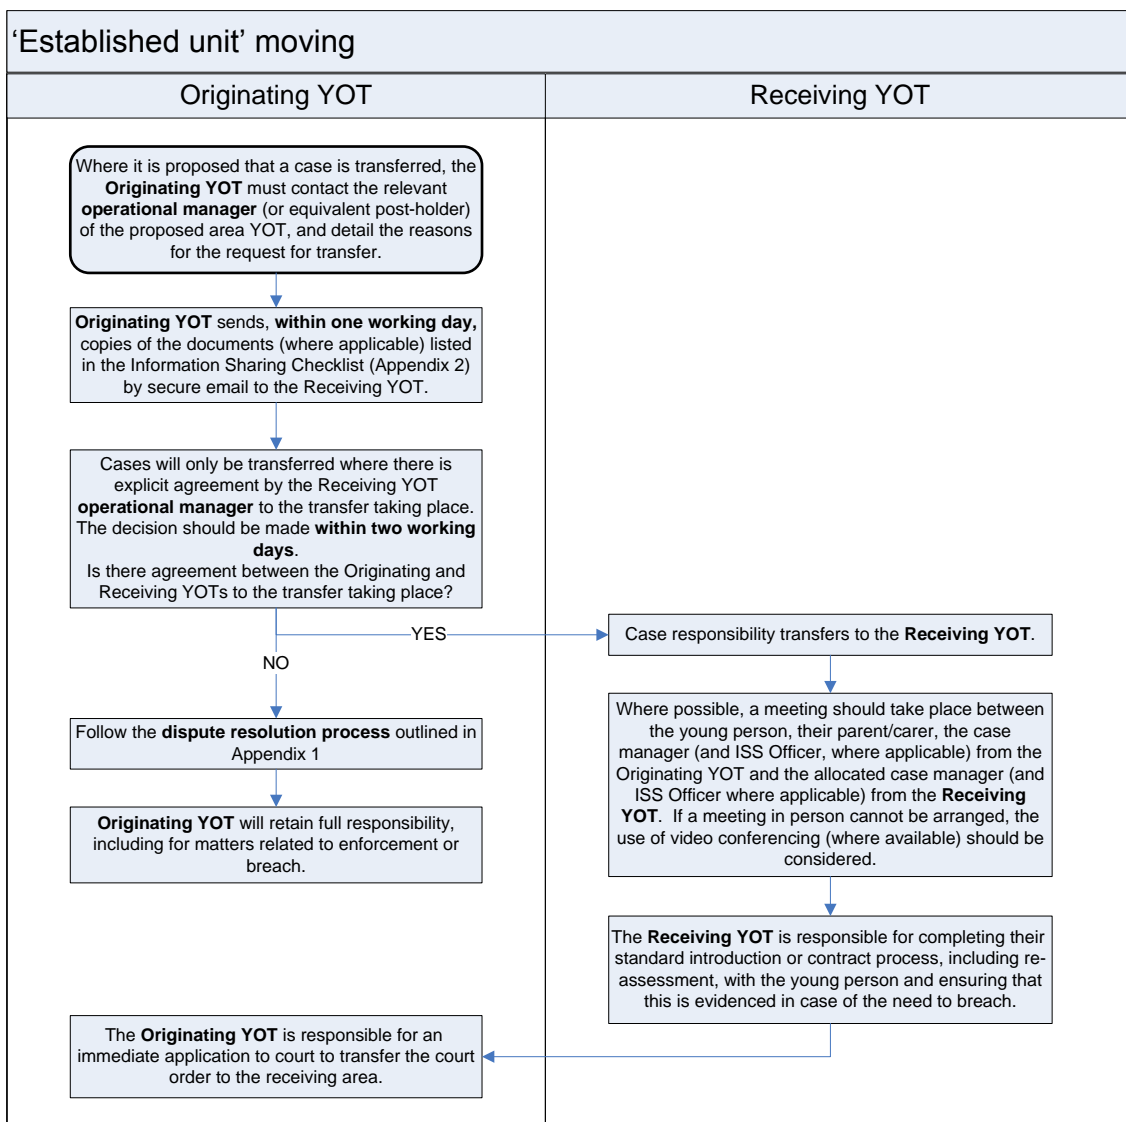 ‘Established unit’ moving
Originating YOT
Receiving YOT
Where it is proposed that a case is transferred, the
Originating YOT must contact the relevant
operational manager (or equivalent post-holder)
of the proposed area YOT, and detail the reasons
for the request for transfer.
Originating YOT sends, within one working day,
copies of the documents (where applicable) listed
in the Information Sharing Checklist (Appendix 2)
by secure email to the Receiving YOT.
Cases will only be transferred where there is
explicit agreement by the Receiving YOT
operational manager to the transfer taking place.
The decision should be made within two working
days.
Is there agreement between the Originating and
Receiving YOTs to the transfer taking place?
YES
NO
Case responsibility transfers to the Receiving YOT.
Follow the dispute resolution process outlined in
Appendix 1
Originating YOT will retain full responsibility,
including for matters related to enforcement or
breach.
Where possible, a meeting should take place between
the young person, their parent/carer, the case
manager (and ISS Officer, where applicable) from the
Originating YOT and the allocated case manager (and
ISS Officer where applicable) from the Receiving
YOT.  If a meeting in person cannot be arranged, the
use of video conferencing (where available) should be
considered.
The Receiving YOT is responsible for completing their
standard introduction or contract process, including re-
assessment, with the young person and ensuring that
this is evidenced in case of the need to breach.
The Originating YOT is responsible for an
immediate application to court to transfer the court
order to the receiving area.